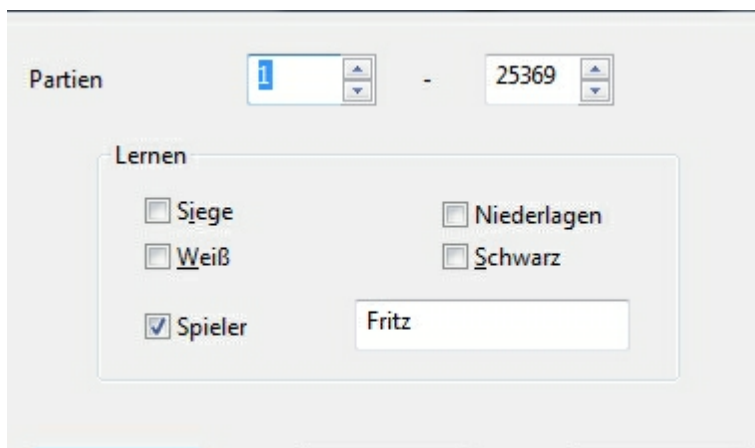 Partien 1 - 25369
Lernen
Siege Niederlagen
Weiß Schwarz
Spieler Fritz